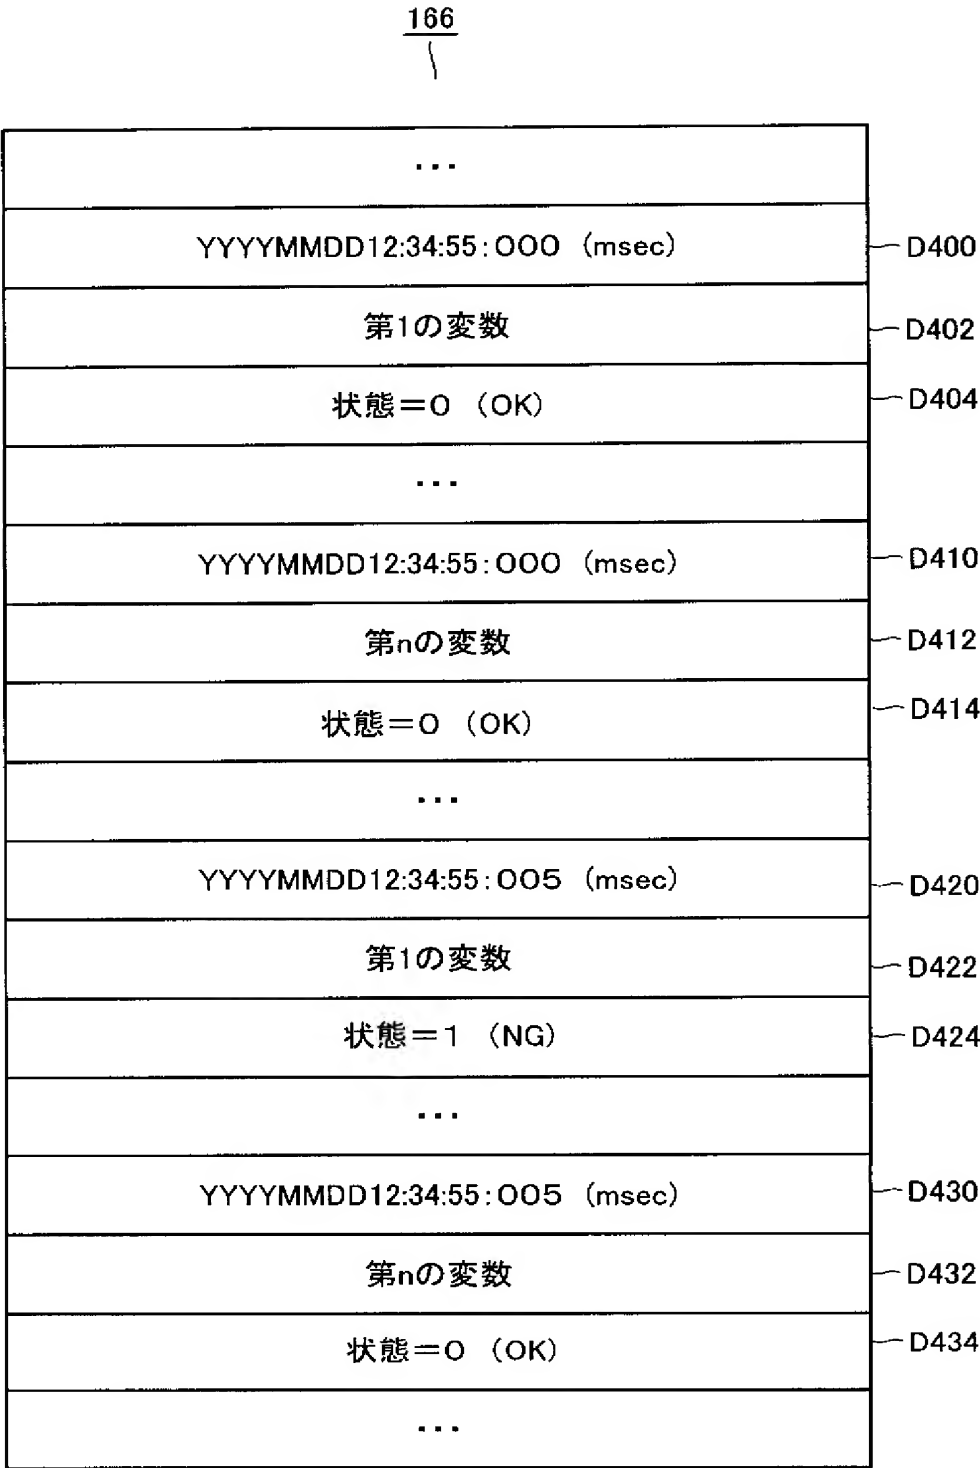 166
...
YYYYMMDD12:34:55:000 (msec) D400
第1の変数 D402
状態=0 (OK) D404
...
YYYYMMDD12:34:55:000 (msec) D410
第nの変数 D412
状態=0 (OK) D414
...
YYYYMMDD12:34:55:005 (msec) D420
第1の変数 D422
状態=1 (NG) D424
...
YYYYMMDD12:34:55:005 (msec) D430
第nの変数 D432
状態=0 (OK) D434
...